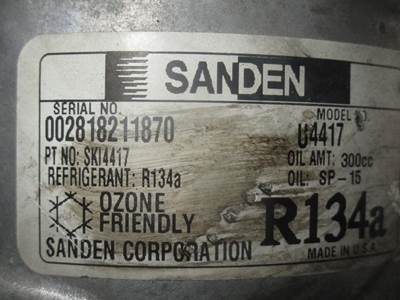 SANDEN
SERIAL NO. MODEL NO.
002818211870 U4417
PT NO: SKI4417 OIL AMT: 300cc
REFRIGERANT: R134a OIL: SP-15
OZONE
FRIENDLY R134a
SANDEN CORPORATION MADE IN U.S.A.